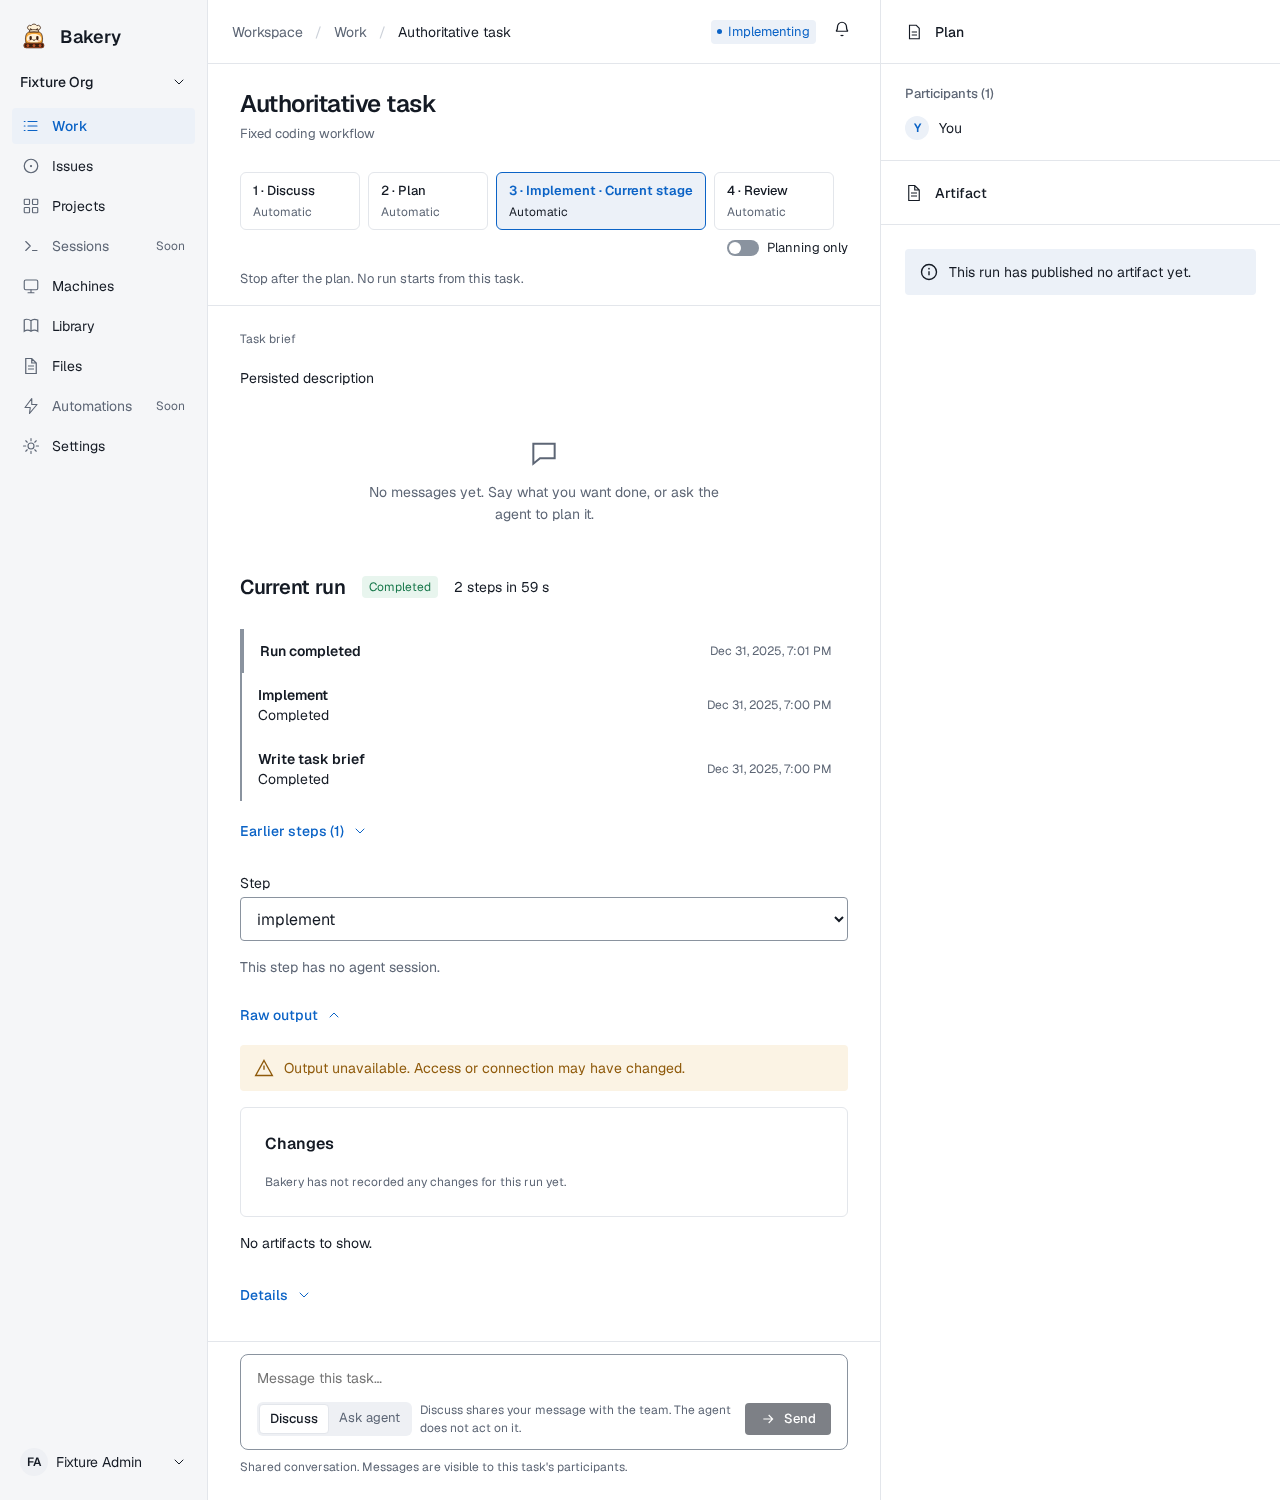 Bakery
Fixture Org
Work
Issues
Projects
Sessions Soon
Machines
Library
Files
Automations Soon
Settings
FA Fixture Admin
Workspace / Work / Authoritative task
Implementing
Authoritative task
Fixed coding workflow
1 · Discuss
Automatic
2 · Plan
Automatic
3 · Implement · Current stage
Automatic
4 · Review
Automatic
Planning only
Stop after the plan. No run starts from this task.
Task brief
Persisted description
No messages yet. Say what you want done, or ask the
agent to plan it.
Current run Completed 2 steps in 59 s
Run completed Dec 31, 2025, 7:01 PM
Implement
Completed
Dec 31, 2025, 7:00 PM
Write task brief
Completed
Dec 31, 2025, 7:00 PM
Earlier steps (1)
Step
implement
This step has no agent session.
Raw output
Output unavailable. Access or connection may have changed.
Changes
Bakery has not recorded any changes for this run yet.
No artifacts to show.
Details
Message this task…
Discuss Ask agent
Discuss shares your message with the team. The agent
does not act on it.
Send
Shared conversation. Messages are visible to this task's participants.
Plan
Participants (1)
Y You
Artifact
This run has published no artifact yet.